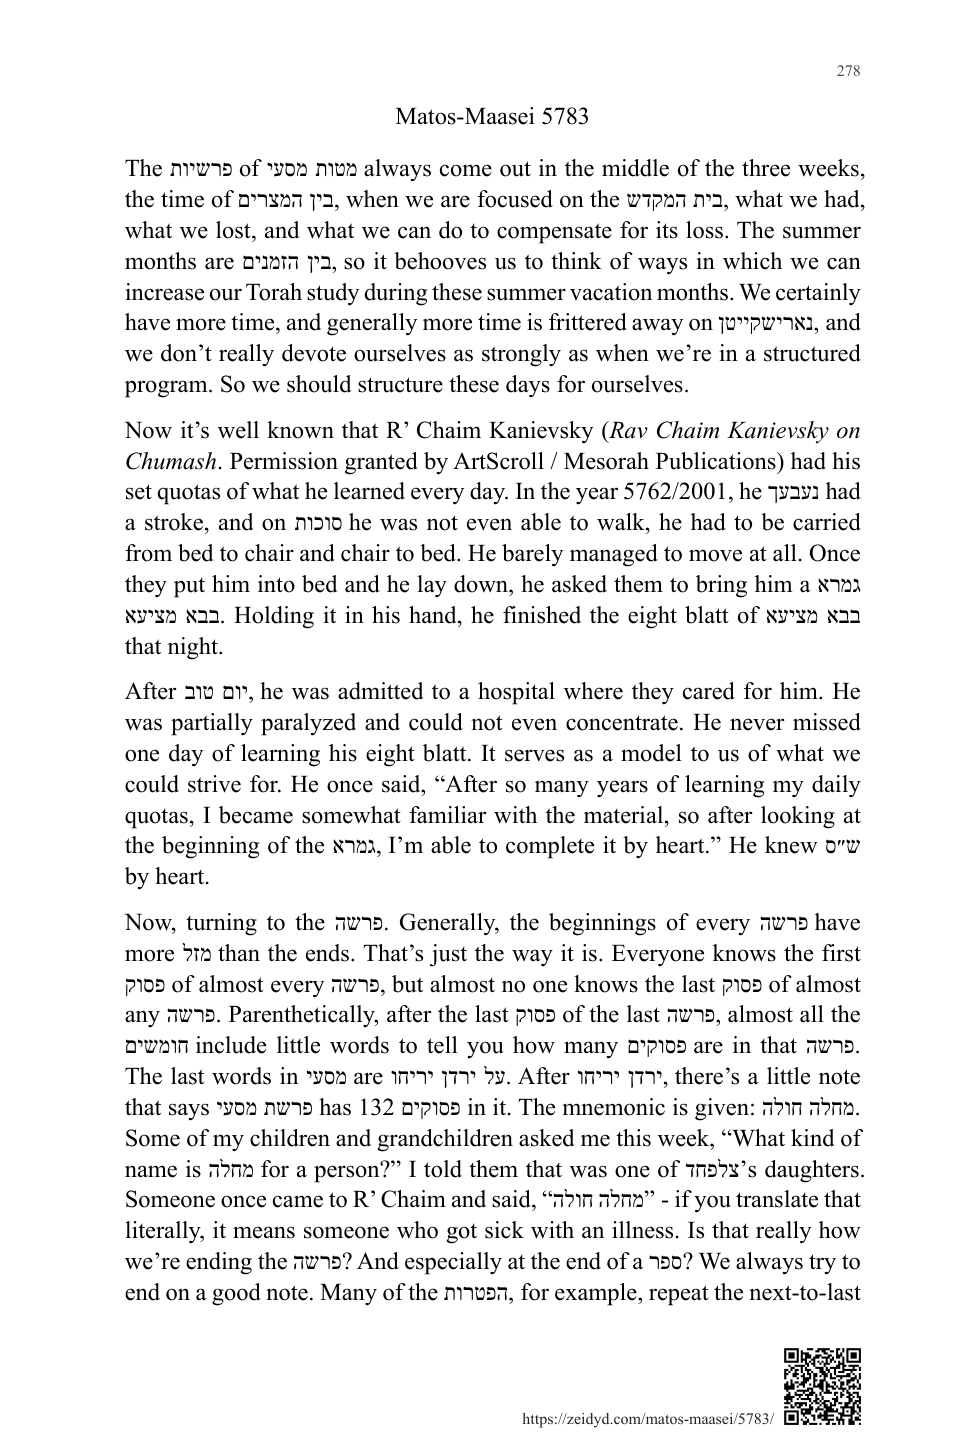 278
Matos-Maasei 5783
The פרשיות of מטות מסעי always come out in the middle of the three weeks,
the time of בין המצרים, when we are focused on the בית המקדש, what we had,
what we lost, and what we can do to compensate for its loss. The summer
months are בין הזמנים, so it behooves us to think of ways in which we can
increase our Torah study during these summer vacation months. We certainly
have more time, and generally more time is frittered away on נארישקייטן, and
we don’t really devote ourselves as strongly as when we’re in a structured
program. So we should structure these days for ourselves.
Now it’s well known that R’ Chaim Kanievsky (Rav Chaim Kanievsky on
Chumash. Permission granted by ArtScroll / Mesorah Publications) had his
set quotas of what he learned every day. In the year 5762/2001, he נעבעך had
a stroke, and on סוכות he was not even able to walk, he had to be carried
from bed to chair and chair to bed. He barely managed to move at all. Once
they put him into bed and he lay down, he asked them to bring him a גמרא
בבא מציעא. Holding it in his hand, he finished the eight blatt of בבא מציעא
that night.
After יום טוב, he was admitted to a hospital where they cared for him. He
was partially paralyzed and could not even concentrate. He never missed
one day of learning his eight blatt. It serves as a model to us of what we
could strive for. He once said, “After so many years of learning my daily
quotas, I became somewhat familiar with the material, so after looking at
the beginning of the גמרא, I’m able to complete it by heart.” He knew ש״ס
by heart.
Now, turning to the פרשה. Generally, the beginnings of every פרשה have
more מזל than the ends. That’s just the way it is. Everyone knows the first
פסוק of almost every פרשה, but almost no one knows the last פסוק of almost
any פרשה. Parenthetically, after the last פסוק of the last פרשה, almost all the
חומשים include little words to tell you how many פסוקים are in that פרשה.
The last words in מסעי are על ירדן יריחו. After ירדן יריחו, there’s a little note
that says פרשת מסעי has 132 פסוקים in it. The mnemonic is given: מחלה חולה.
Some of my children and grandchildren asked me this week, “What kind of
name is מחלה for a person?” I told them that was one of צלפחד’s daughters.
Someone once came to R’ Chaim and said, “מחלה חולה” - if you translate that
literally, it means someone who got sick with an illness. Is that really how
we’re ending the פרשה? And especially at the end of a ספר? We always try to
end on a good note. Many of the הפטרות, for example, repeat the next-to-last
https://zeidyd.com/matos-maasei/5783/